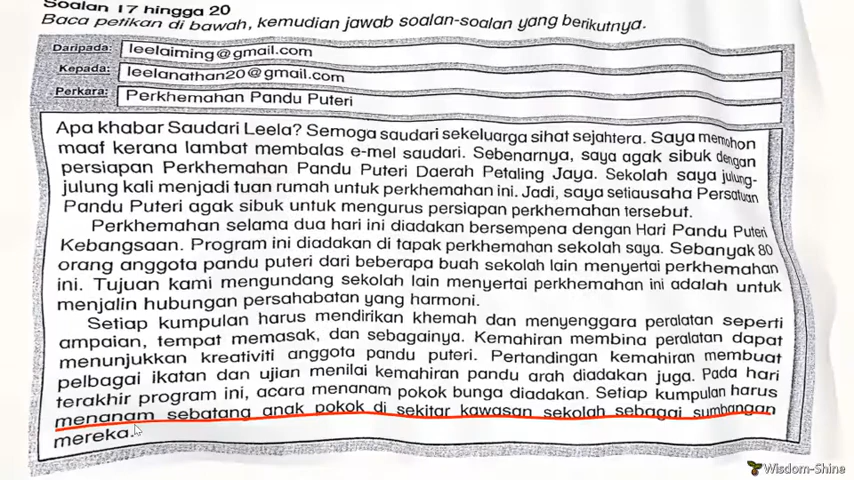 Soalan 17 hingga 20
Baca petikan di bawah, kemudian jawab soalan-soalan yang berikutnya.
Daripada: leelaiming@gmail.com
Kepada: leelanathan20@gmail.com
Perkara: Perkhemahan Pandu Puteri
Apa khabar Saudari Leela? Semoga saudari sekeluarga sihat sejahtera. Saya memohon
maaf kerana lambat membalas e-mel saudari. Sebenarnya, saya agak sibuk dengan
persiapan Perkhemahan Pandu Puteri Daerah Petaling Jaya. Sekolah saya julung-
julung kali menjadi tuan rumah untuk perkhemahan ini. Jadi, saya setiausaha Persatuan
Pandu Puteri agak sibuk untuk mengurus persiapan perkhemahan tersebut.
Perkhemahan selama dua hari ini diadakan bersempena dengan Hari Pandu Puteri
Kebangsaan. Program ini diadakan di tapak perkhemahan sekolah saya. Sebanyak 80
orang anggota pandu puteri dari beberapa buah sekolah lain menyertai perkhemahan
ini. Tujuan kami mengundang sekolah lain menyertai perkhemahan ini adalah untuk
menjalin hubungan persahabatan yang harmoni.
Setiap kumpulan harus mendirikan khemah dan menyenggara peralatan seperti
ampaian, tempat memasak, dan sebagainya. Kemahiran membina peralatan dapat
menunjukkan kreativiti anggota pandu puteri. Pertandingan kemahiran membuat
pelbagai ikatan dan ujian menilai kemahiran pandu arah diadakan juga. Pada hari
terakhir program ini, acara menanam pokok bunga diadakan. Setiap kumpulan harus
menanam sebatang anak pokok di sekitar kawasan sekolah sebagai sumbangan
mereka.
Wisdom-Shine